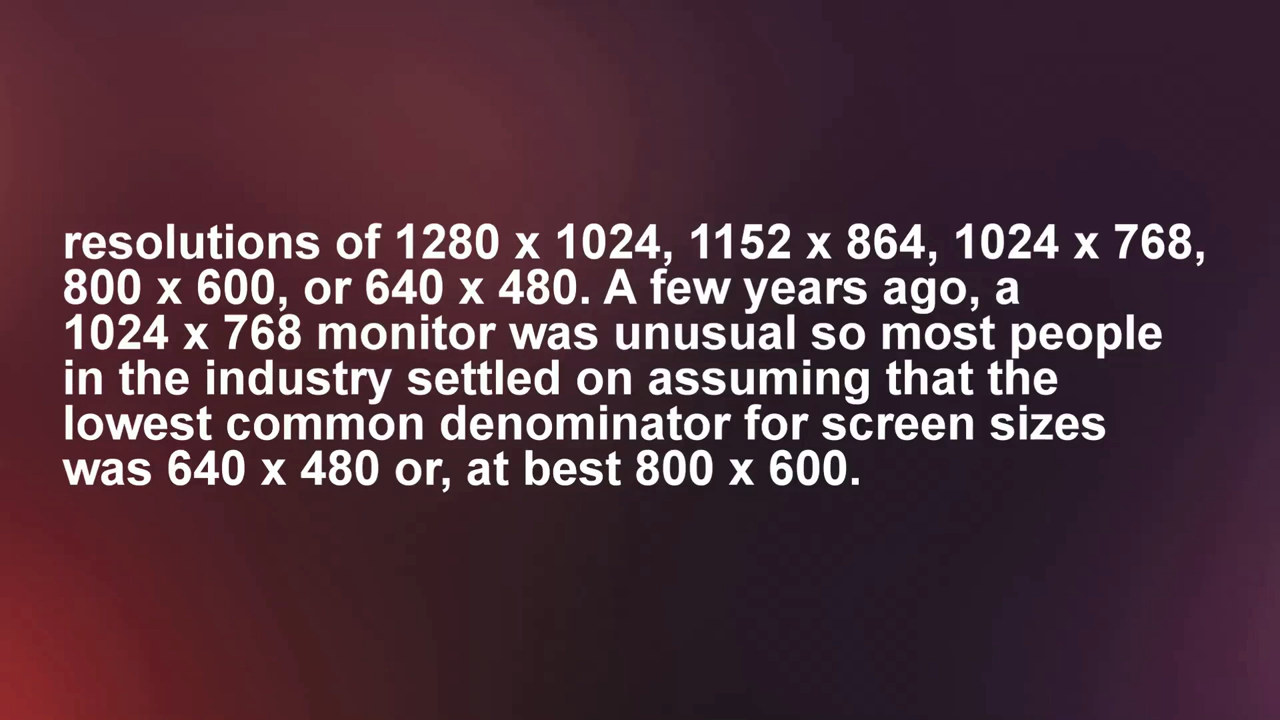 resolutions of 1280 x 1024, 1152 x 864, 1024 x 768,
800 x 600, or 640 x 480. A few years ago, a
1024 x 768 monitor was unusual so most people
in the industry settled on assuming that the
lowest common denominator for screen sizes
was 640 x 480 or, at best 800 x 600.